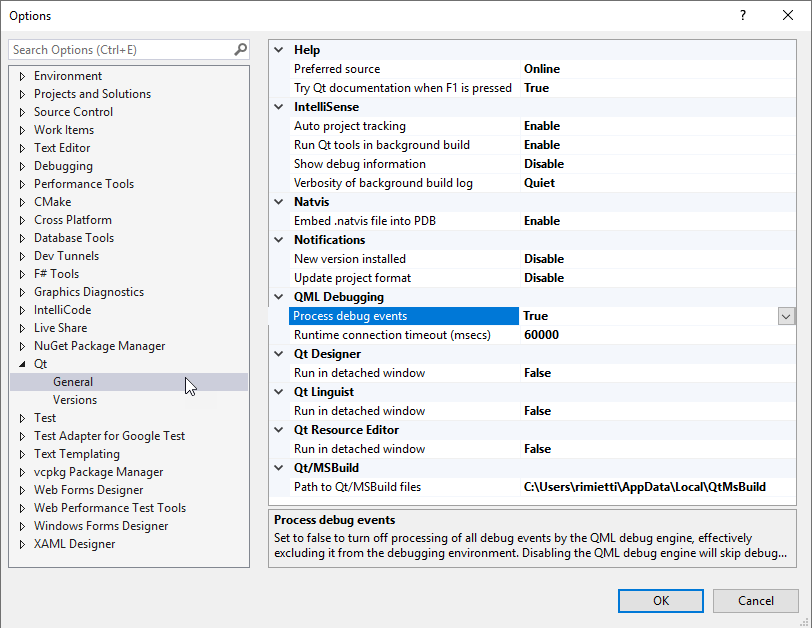 Options
?
Search Options (Ctrl+E)
Environment
Projects and Solutions
Source Control
Work Items
Text Editor
Debugging
Performance Tools
CMake
Cross Platform
Database Tools
Dev Tunnels
F# Tools
Graphics Diagnostics
IntelliCode
Live Share
NuGet Package Manager
Qt
General
Versions
Test
Test Adapter for Google Test
Text Templating
vcpkg Package Manager
Web Forms Designer
Web Performance Test Tools
Windows Forms Designer
XAML Designer
Help
Preferred source Online
Try Qt documentation when F1 is pressed True
IntelliSense
Auto project tracking Enable
Run Qt tools in background build Enable
Show debug information Disable
Verbosity of background build log Quiet
Natvis
Embed .natvis file into PDB Enable
Notifications
New version installed Disable
Update project format Disable
QML Debugging
Process debug events True
Runtime connection timeout (msecs) 60000
Qt Designer
Run in detached window False
Qt Linguist
Run in detached window False
Qt Resource Editor
Run in detached window False
Qt/MSBuild
Path to Qt/MSBuild files C:\Users\rimietti\AppData\Local\QtMsBuild
Process debug events
Set to false to turn off processing of all debug events by the QML debug engine, effectively
excluding it from the debugging environment. Disabling the QML debug engine will skip debug...
OK
Cancel